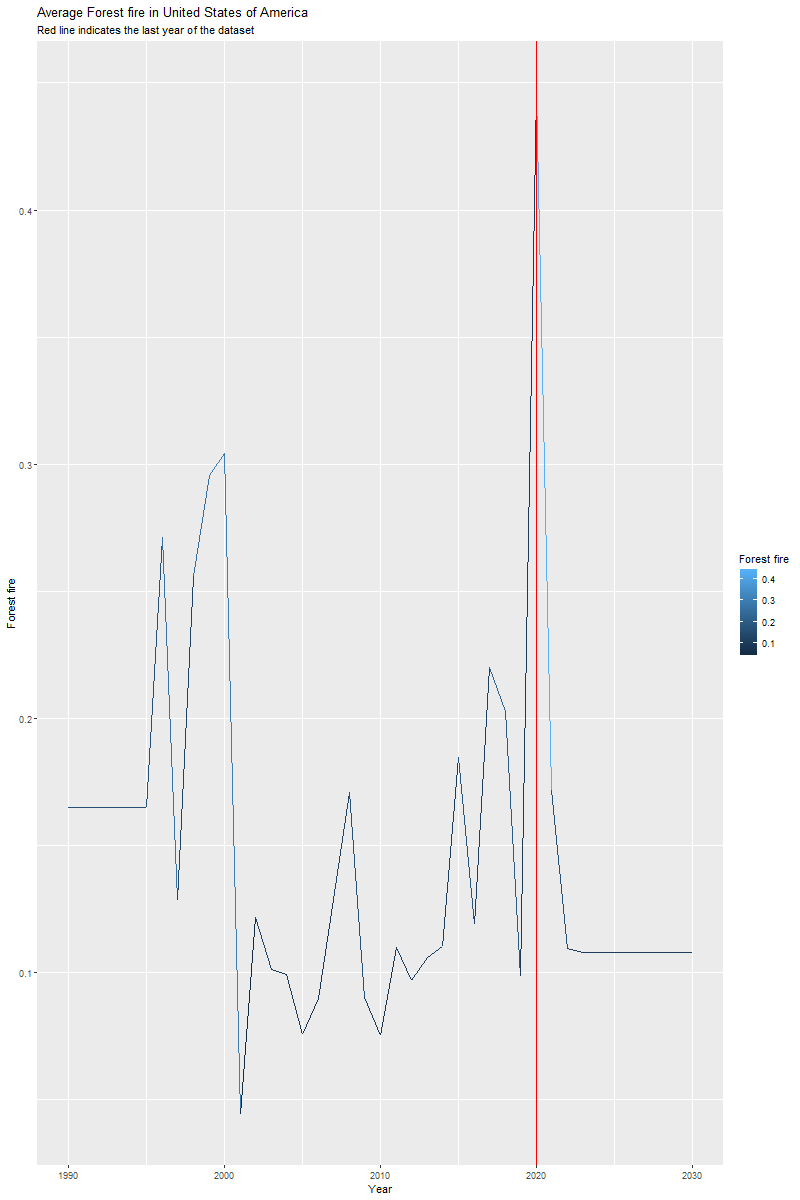 Average Forest fire in United States of America
Red line indicates the last year of the dataset
Forest fire
0.4
0.3
0.2
0.1
1990
2000
2010
2020
2030
Year
Forest fire
0.4
0.3
0.2
0.1